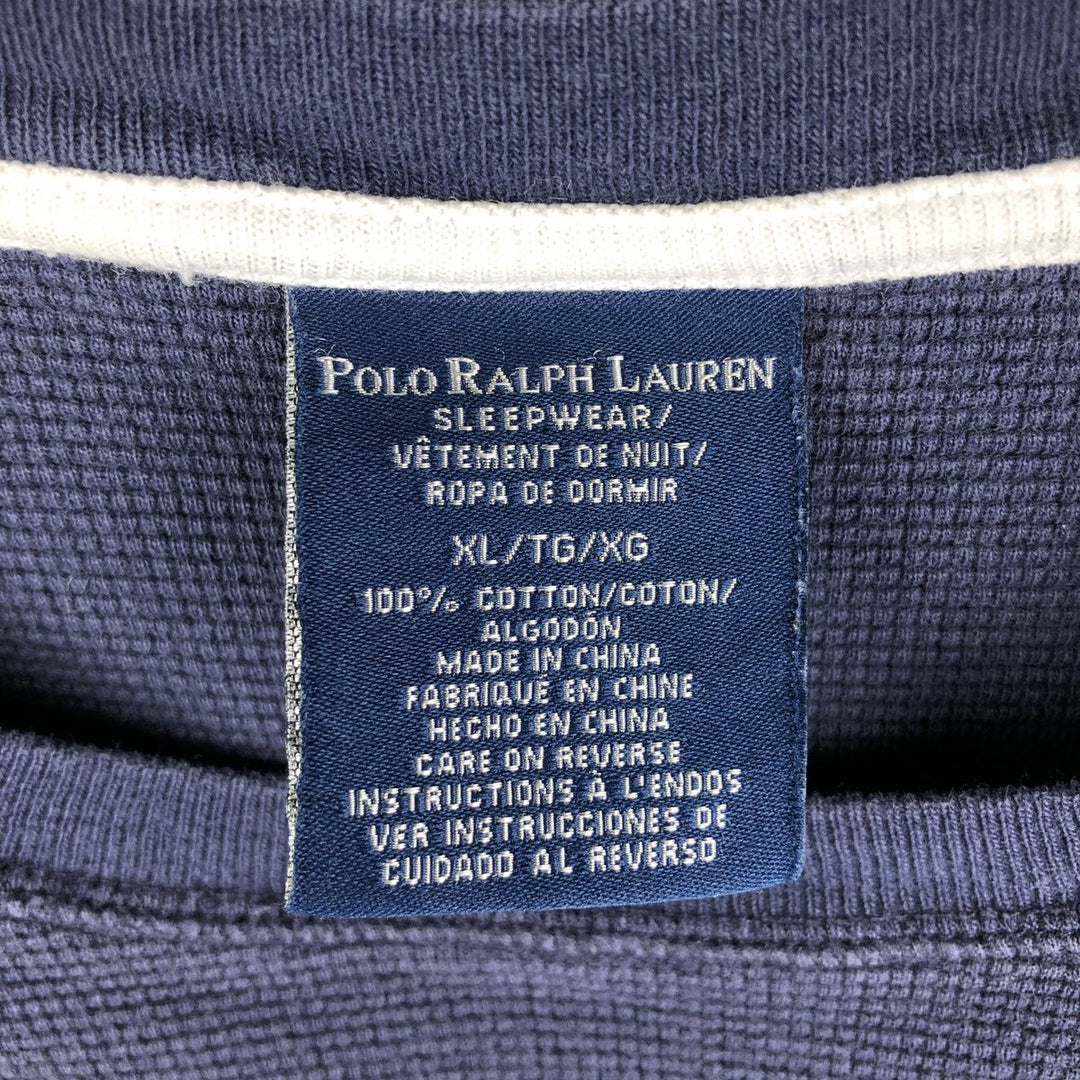 POLO RALPH LAUREN
SLEEPWEAR/
VÊTEMENT DE NUIT/
ROPA DE DORMIR
XL/TG/XG
100% COTTON/COTON/
ALGODÓN
MADE IN CHINA
FABRIQUÉ EN CHINE
HECHO EN CHINA
CARE ON REVERSE
INSTRUCTIONS À L'ENDOS
VER INSTRUCCIONES DE
CUIDADO AL REVERSO